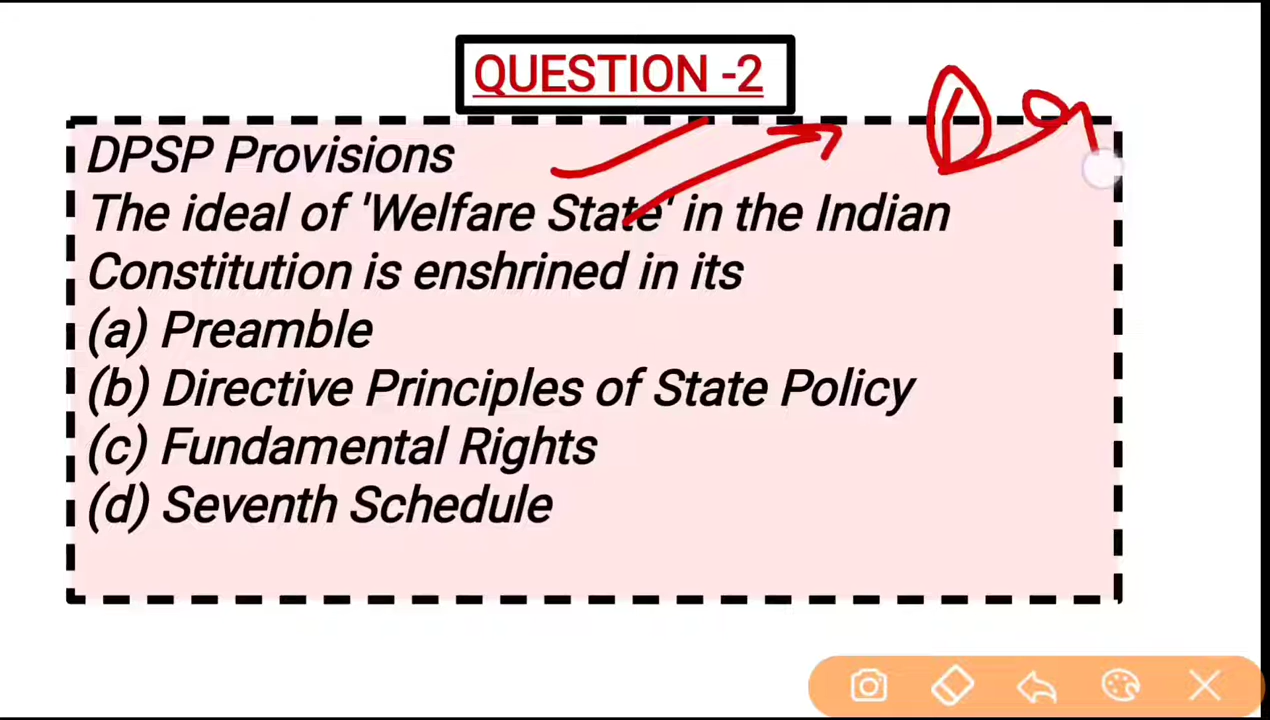 QUESTION -2
DPSP Provisions
The ideal of 'Welfare State' in the Indian
Constitution is enshrined in its
(a) Preamble
(b) Directive Principles of State Policy
(c) Fundamental Rights
(d) Seventh Schedule